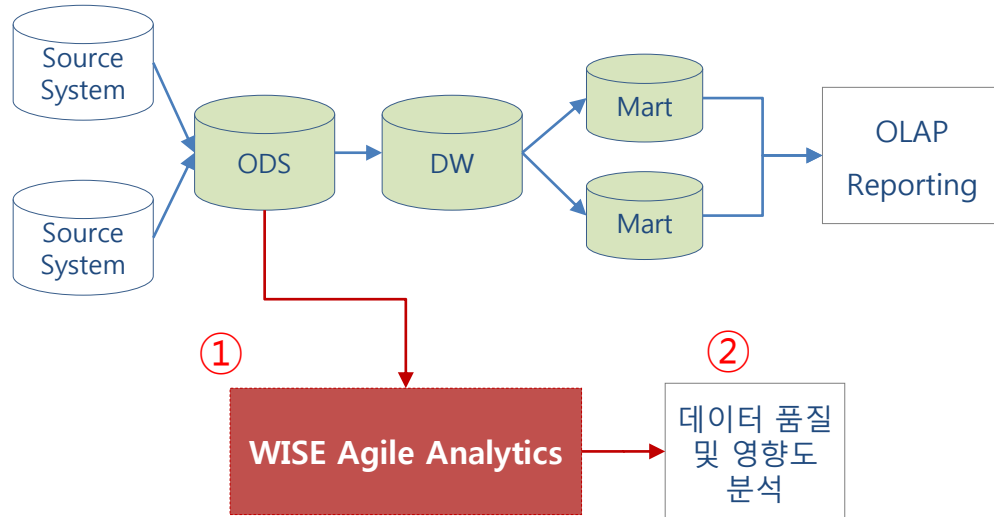 Source
System
ODS
DW
Mart
OLAP
Reporting
Source
System
Mart
①
②
WISE Agile Analytics
데이터 품질
및 영향도
분석